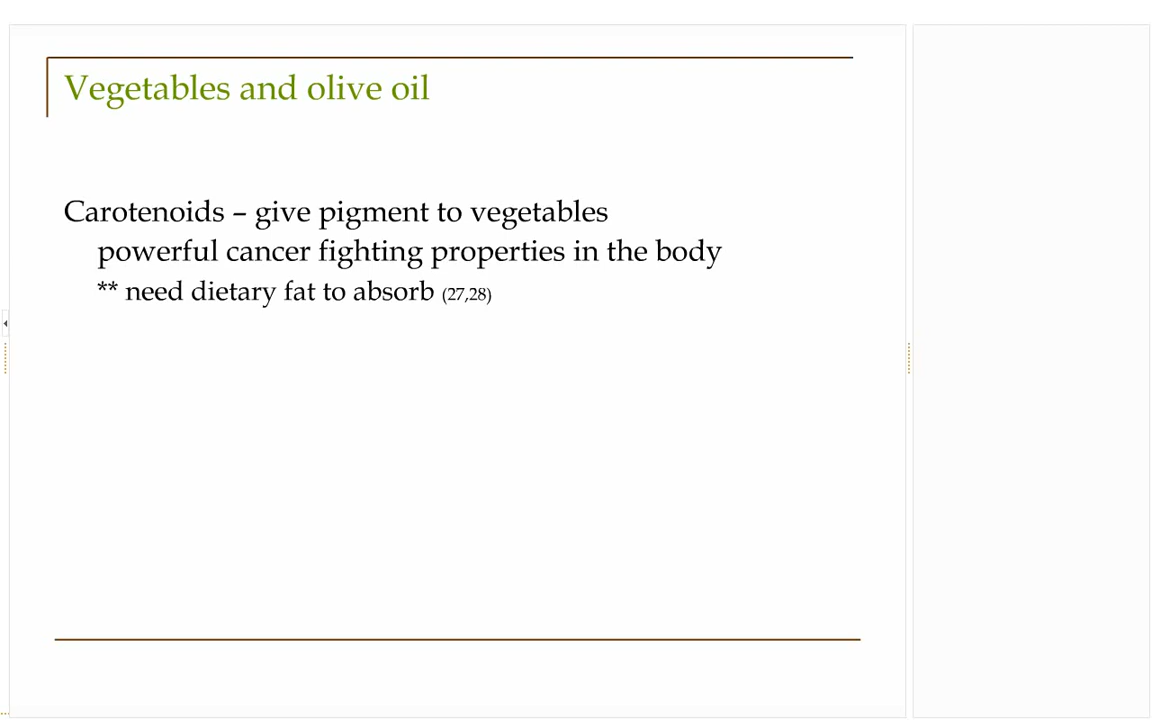 Vegetables and olive oil
Carotenoids – give pigment to vegetables
powerful cancer fighting properties in the body
** need dietary fat to absorb (27,28)